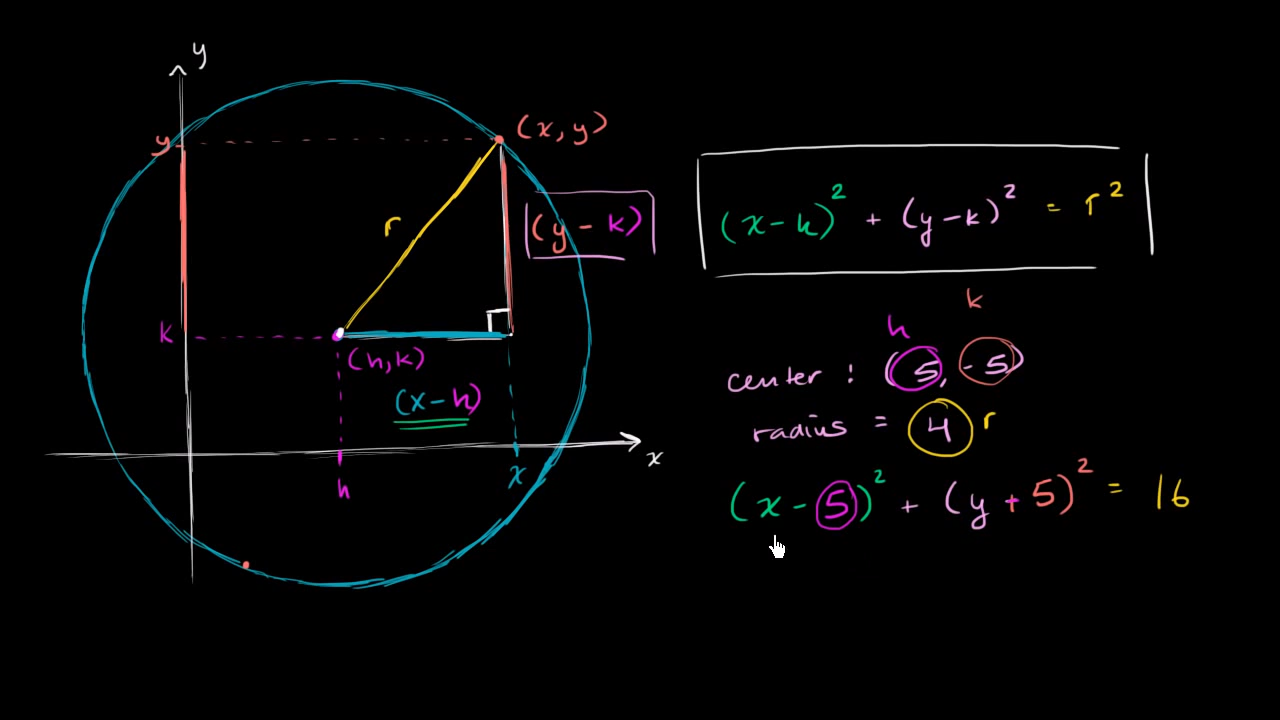 y
(x, y)
y
r
(y - k)
k
(h, k)
(x - h)
x
h
x
(x - h)² + (y - k)² = r²
h
k
center : (5, -5)
radius = 4 r
(x - 5)² + (y + 5)² = 16